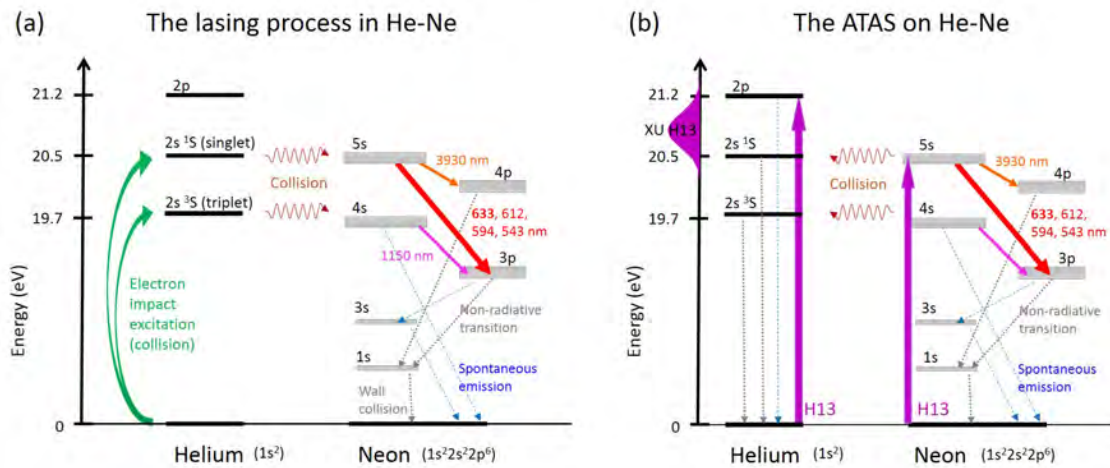 (a) The lasing process in He-Ne
Energy (eV)
21.2
20.5
19.7
0
2p
2s ¹S (singlet)
2s ³S (triplet)
Electron
impact
excitation
(collision)
Collision
5s
3930 nm
4p
4s
633, 612,
594, 543 nm
1150 nm
3p
3s
Non-radiative
transition
1s
Wall
collision
Spontaneous
emission
Helium (1s²)
Neon (1s²2s²2p⁶)
(b) The ATAS on He-Ne
Energy (eV)
21.2
20.5
19.7
0
XU H13
2p
2s ¹S
2s ³S
Collision
5s
3930 nm
4p
4s
633, 612,
594, 543 nm
3p
3s
Non-radiative
transition
1s
Spontaneous
emission
H13
H13
Helium (1s²)
Neon (1s²2s²2p⁶)